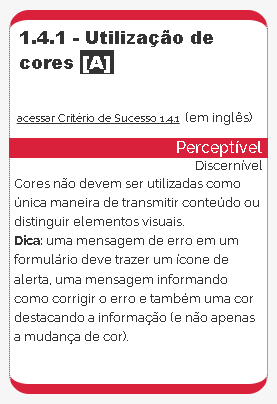 1.4.1 - Utilização de
cores [A]
acessar Critério de Sucesso 1.4.1 (em inglês)
Perceptível
Discernível
Cores não devem ser utilizadas como
única maneira de transmitir conteúdo ou
distinguir elementos visuais.
Dica: uma mensagem de erro em um
formulário deve trazer um ícone de
alerta, uma mensagem informando
como corrigir o erro e também uma cor
destacando a informação (e não apenas
a mudança de cor).